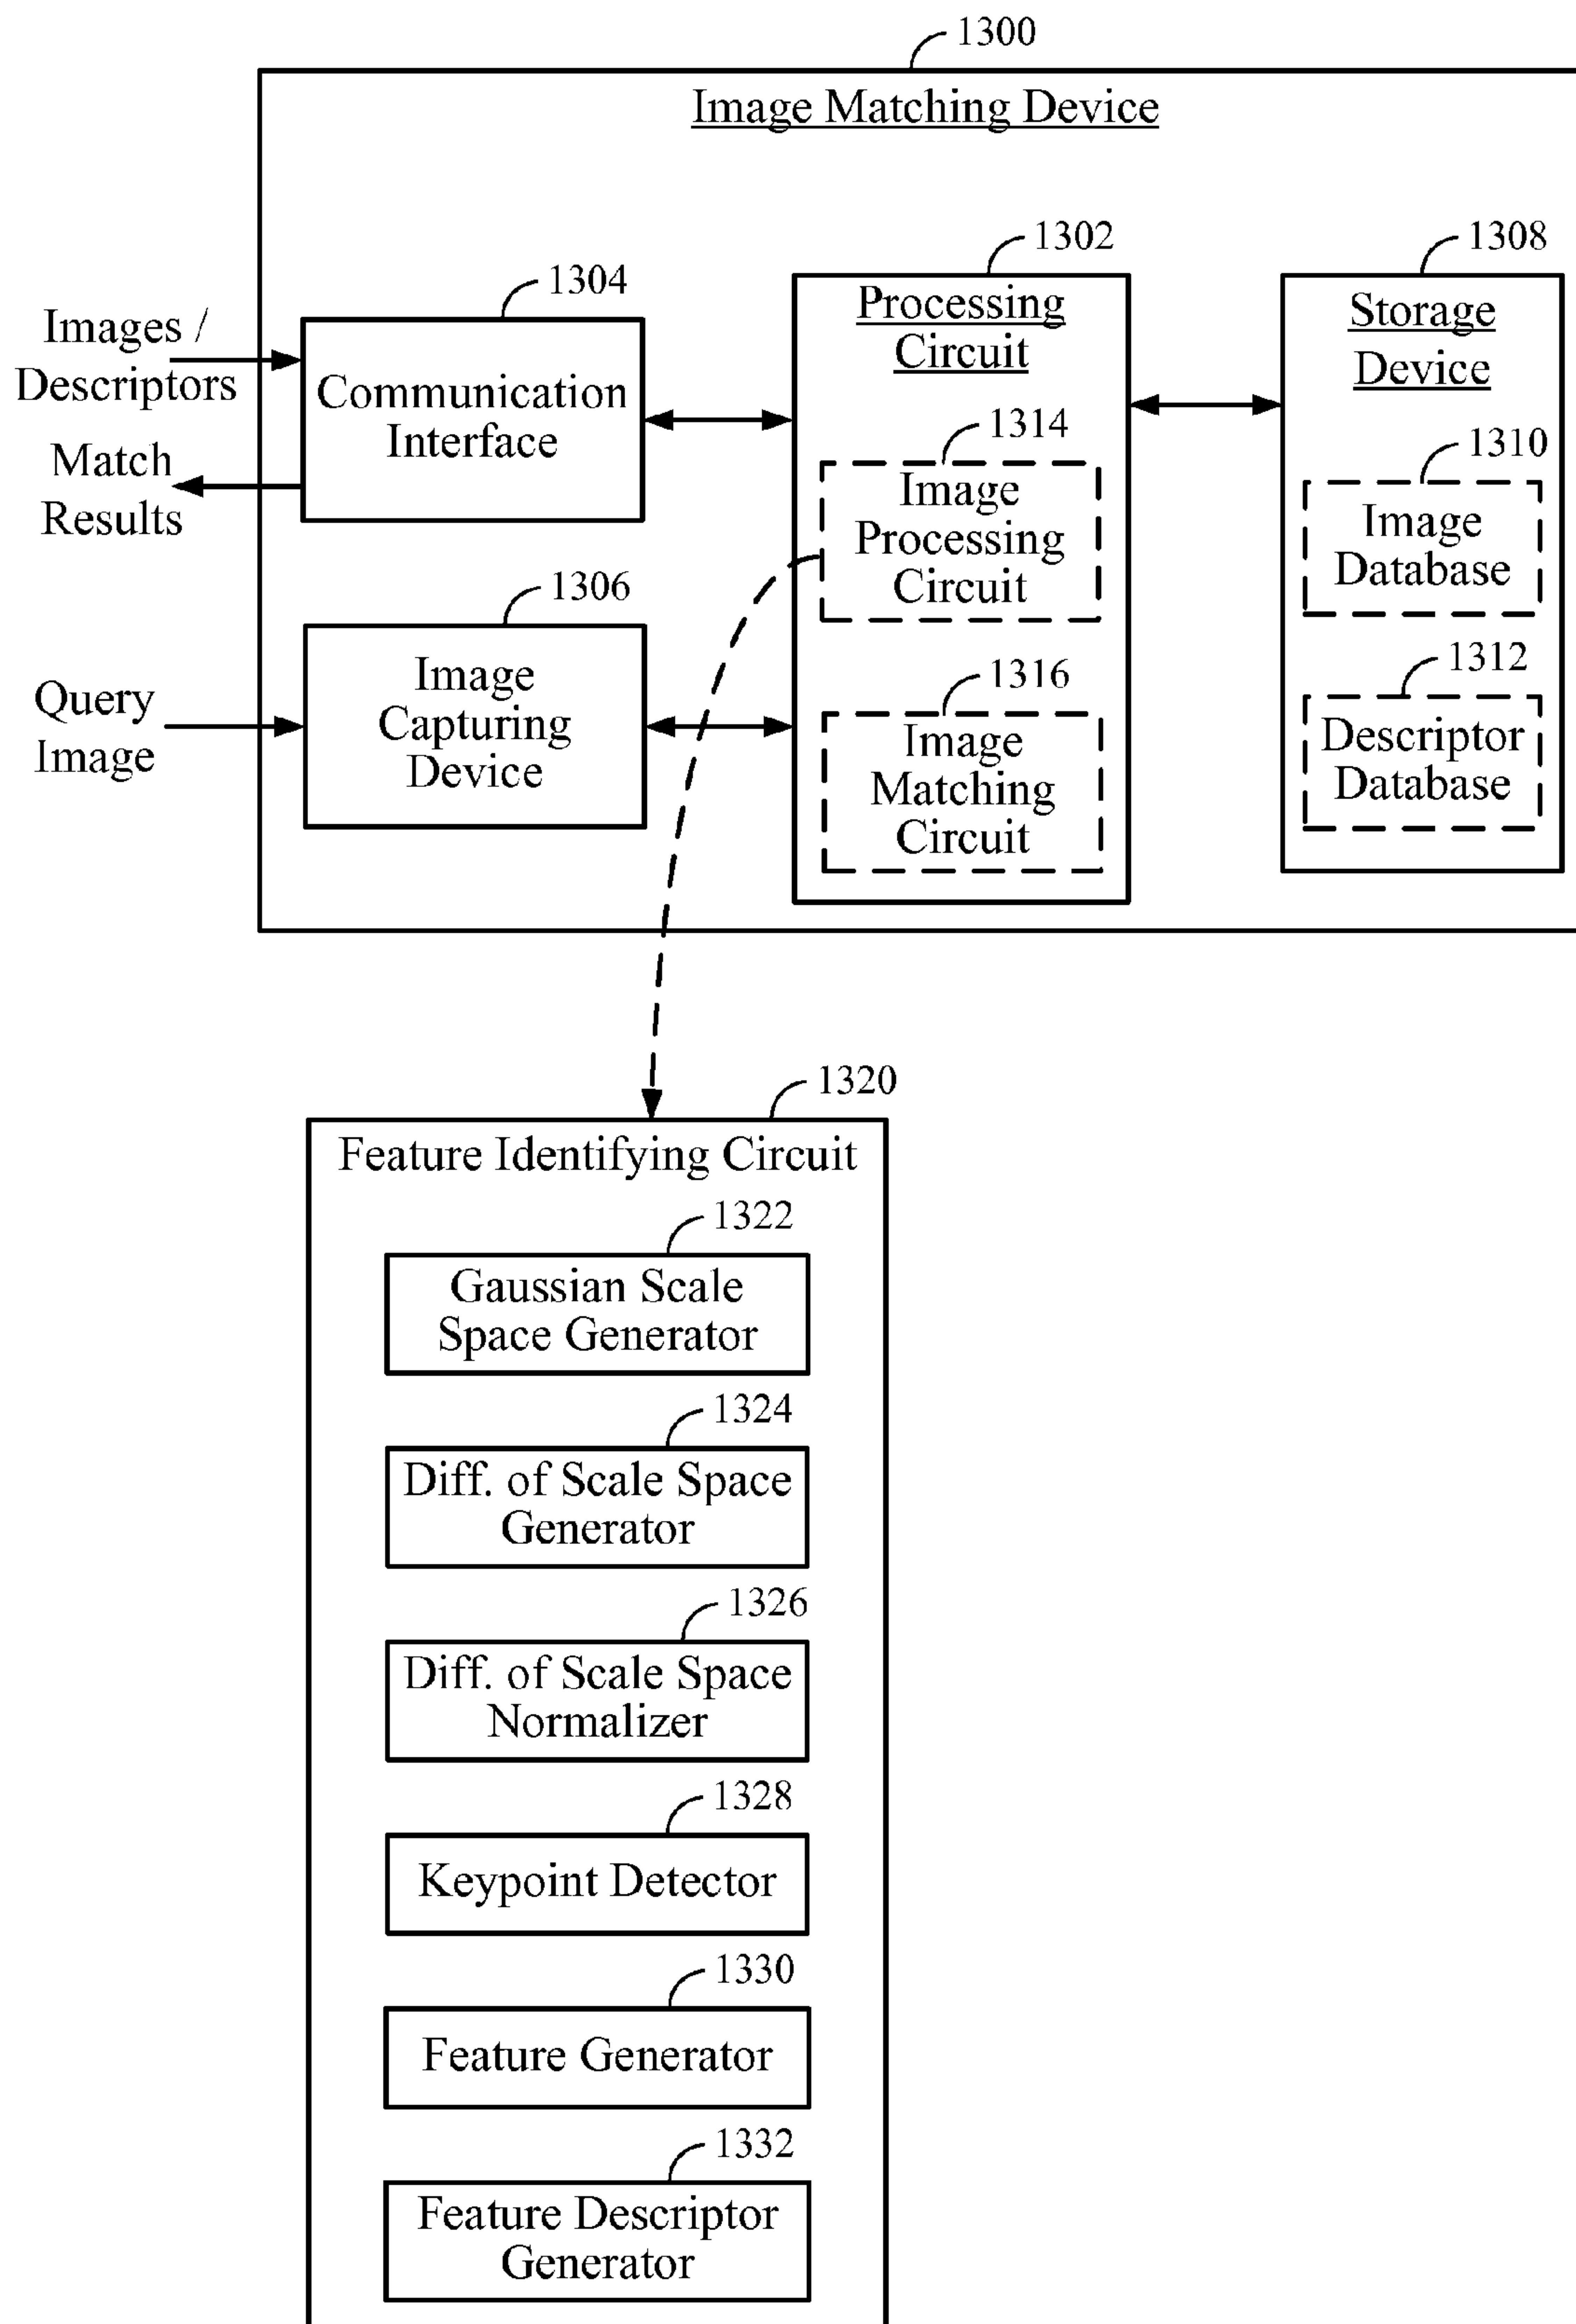 1300
Image Matching Device
1302
1308
1304
Images /
Descriptors
Match
Results
Communication
Interface
Processing
Circuit
1314
Image
Processing
Circuit
Storage
Device
1310
Image
Database
1306
Query
Image
Image
Capturing
Device
1316
Image
Matching
Circuit
1312
Descriptor
Database
1320
Feature Identifying Circuit
1322
Gaussian Scale
Space Generator
1324
Diff. of Scale Space
Generator
1326
Diff. of Scale Space
Normalizer
1328
Keypoint Detector
1330
Feature Generator
1332
Feature Descriptor
Generator